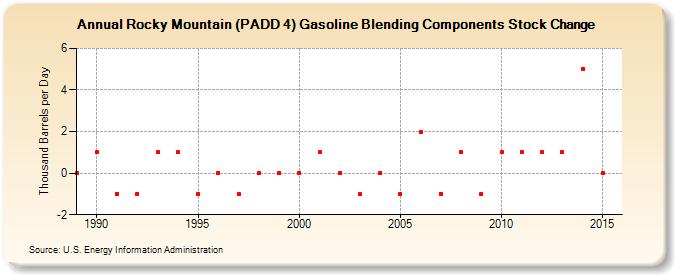 Annual Rocky Mountain (PADD 4) Gasoline Blending Components Stock Change
Thousand Barrels per Day
6
4
2
0
-2
1990 1995 2000 2005 2010 2015
Source: U.S. Energy Information Administration